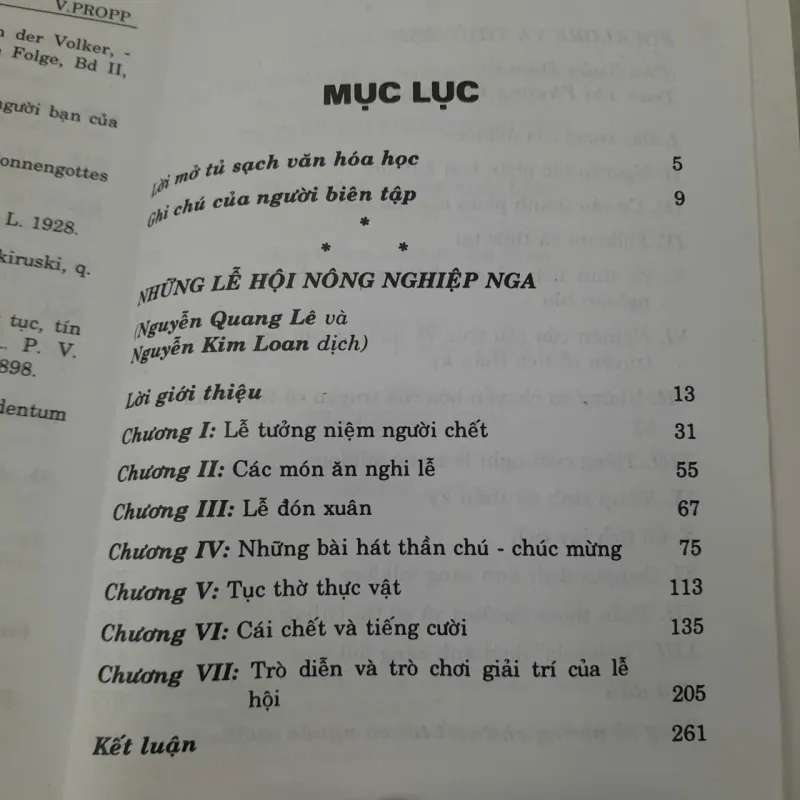 V.PROPP
der Volker, -
Folge, Bd II,
người bạn của
L. 1928.
kiruski, q.
tục, tín
P. V.
898.
MỤC LỤC
Lời mở tủ sạch văn hóa học 5
Ghi chú của người biên tập 9
*
* *
NHỮNG LỄ HỘI NÔNG NGHIỆP NGA
(Nguyễn Quang Lê và
Nguyễn Kim Loan dịch)
Lời giới thiệu 13
Chương I: Lễ tưởng niệm người chết 31
Chương II: Các món ăn nghi lễ 55
Chương III: Lễ đón xuân 67
Chương IV: Những bài hát thần chú - chúc mừng 75
Chương V: Tục thờ thực vật 113
Chương VI: Cái chết và tiếng cười 135
Chương VII: Trò diễn và trò chơi giải trí của lễ
hội 205
Kết luận 261